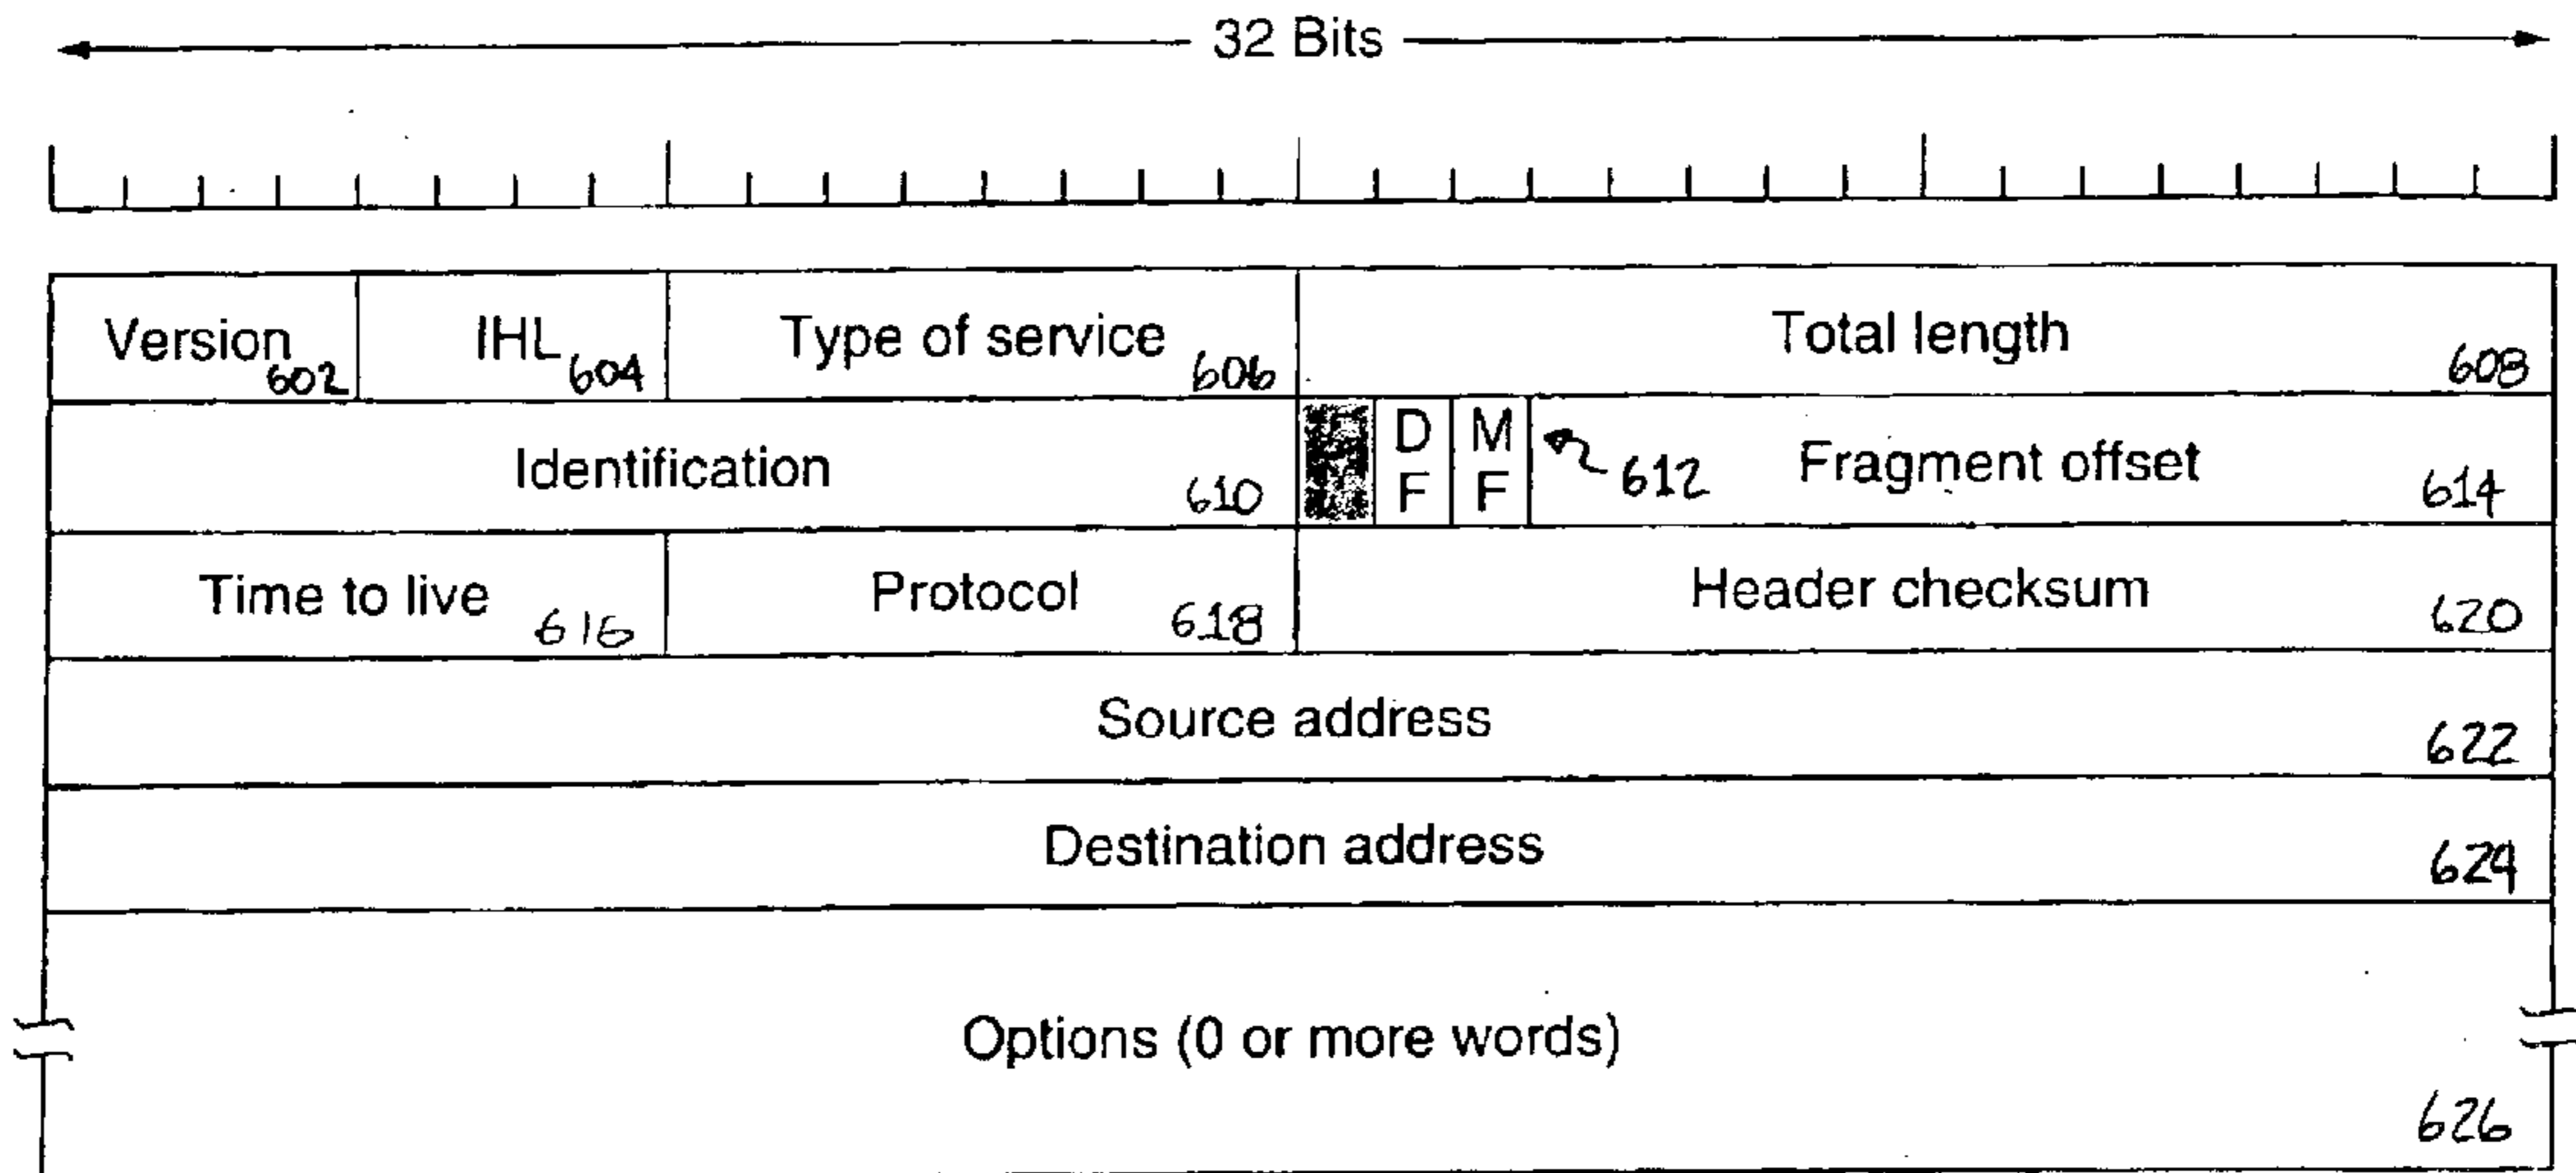 32 Bits
Version 602 IHL 604 Type of service 606 Total length 608
Identification 610 DF MF 612 Fragment offset 614
Time to live 616 Protocol 618 Header checksum 620
Source address 622
Destination address 624
Options (0 or more words)
626